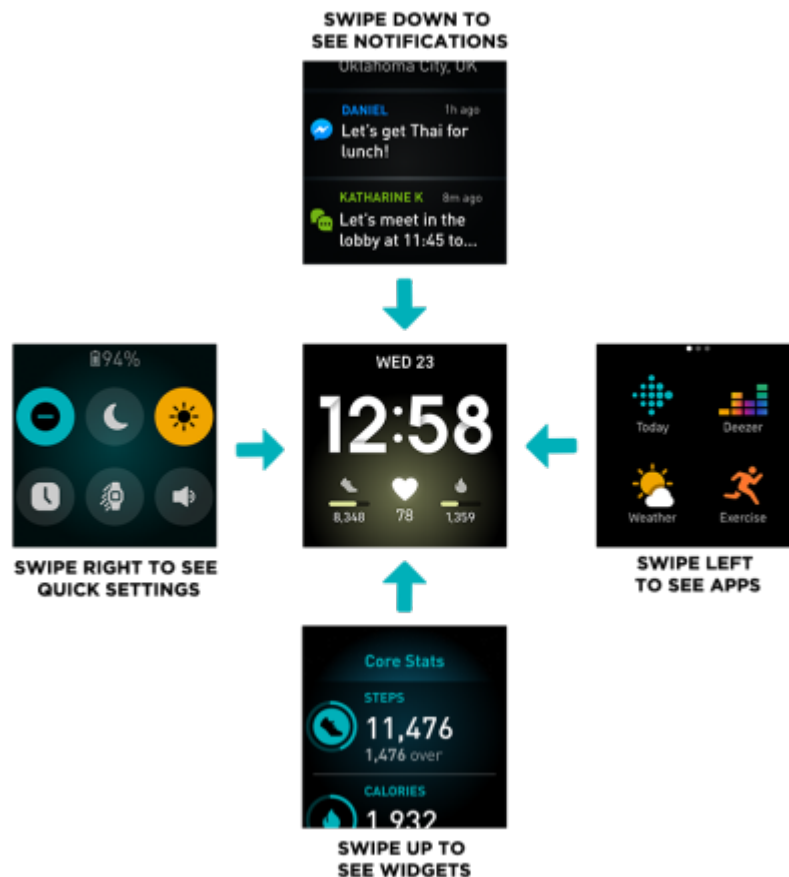 SWIPE DOWN TO
SEE NOTIFICATIONS
Oklahoma City, OK
DANIEL 1h ago
Let's get Thai for
lunch!
KATHARINE K 8m ago
Let's meet in the
lobby at 11:45 to...
94%
WED 23
12:58
8,348 78 1,359
Today Deezer
Weather Exercise
SWIPE RIGHT TO SEE
QUICK SETTINGS
SWIPE LEFT
TO SEE APPS
Core Stats
STEPS
11,476
1,476 over
CALORIES
1,932
SWIPE UP TO
SEE WIDGETS